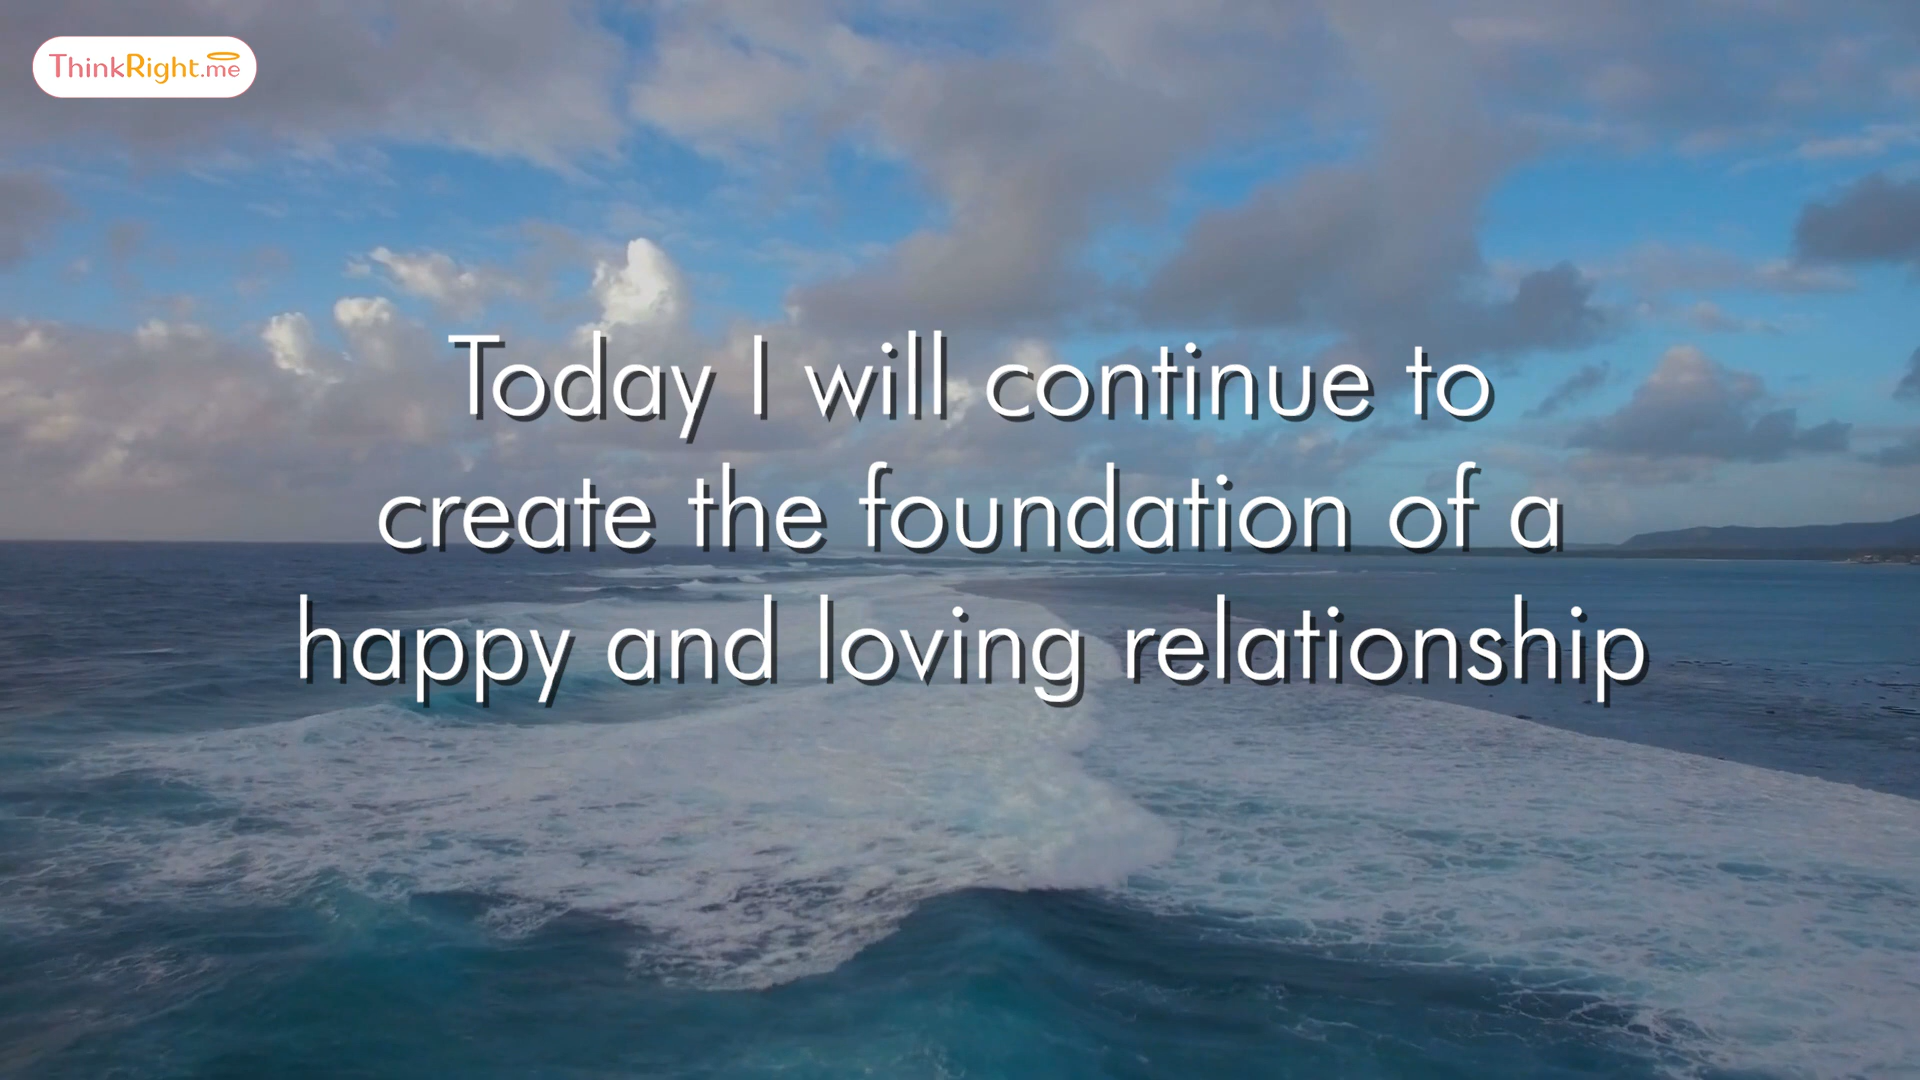 ThinkRight.me
Today I will continue to
create the foundation of a
happy and loving relationship